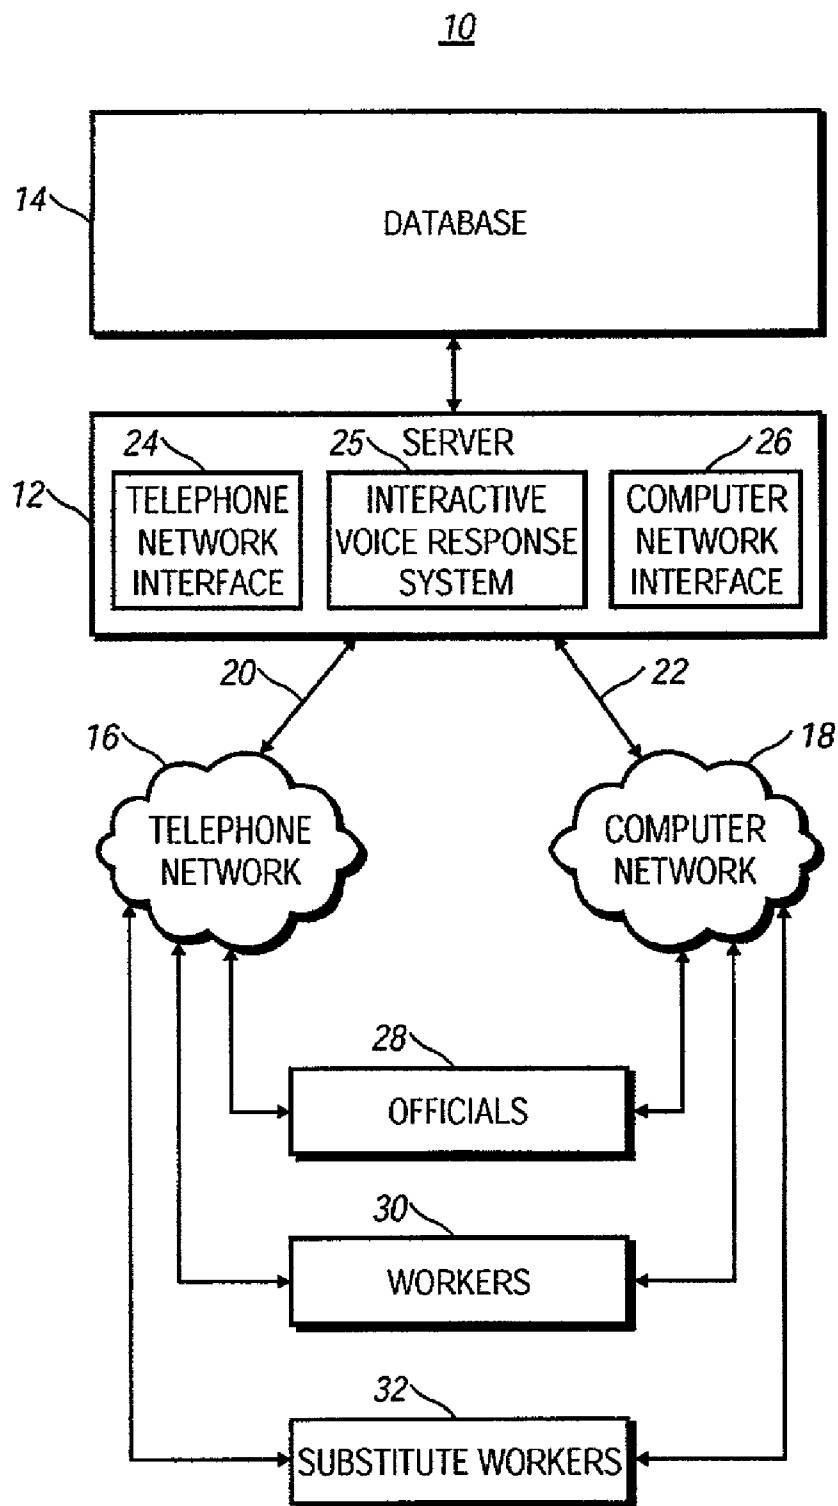 10
14
DATABASE
12
SERVER
24
TELEPHONE
NETWORK
INTERFACE
25
INTERACTIVE
VOICE RESPONSE
SYSTEM
26
COMPUTER
NETWORK
INTERFACE
20
22
16
TELEPHONE
NETWORK
18
COMPUTER
NETWORK
28
OFFICIALS
30
WORKERS
32
SUBSTITUTE WORKERS